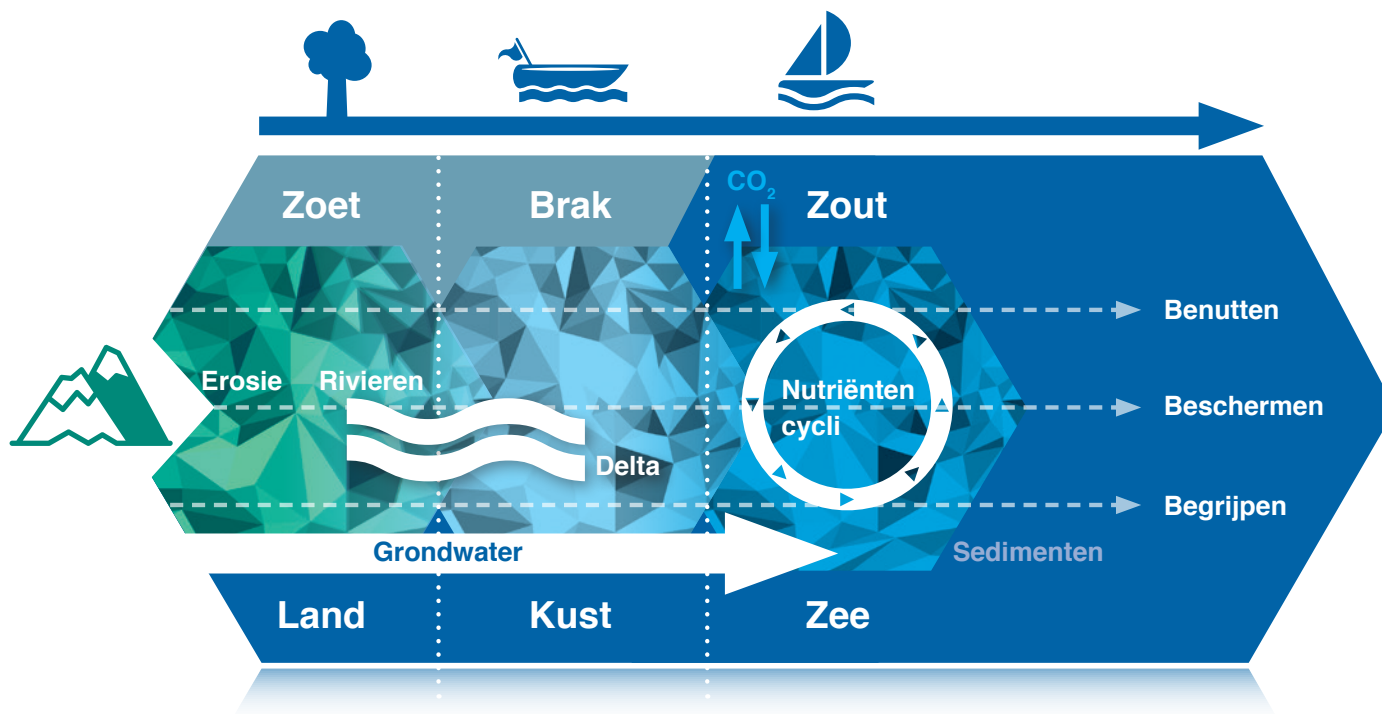 Zoet
Brak
CO₂
Zout
Benutten
Erosie
Rivieren
Nutriënten
cycli
Beschermen
Delta
Begrijpen
Grondwater
Sedimenten
Land
Kust
Zee